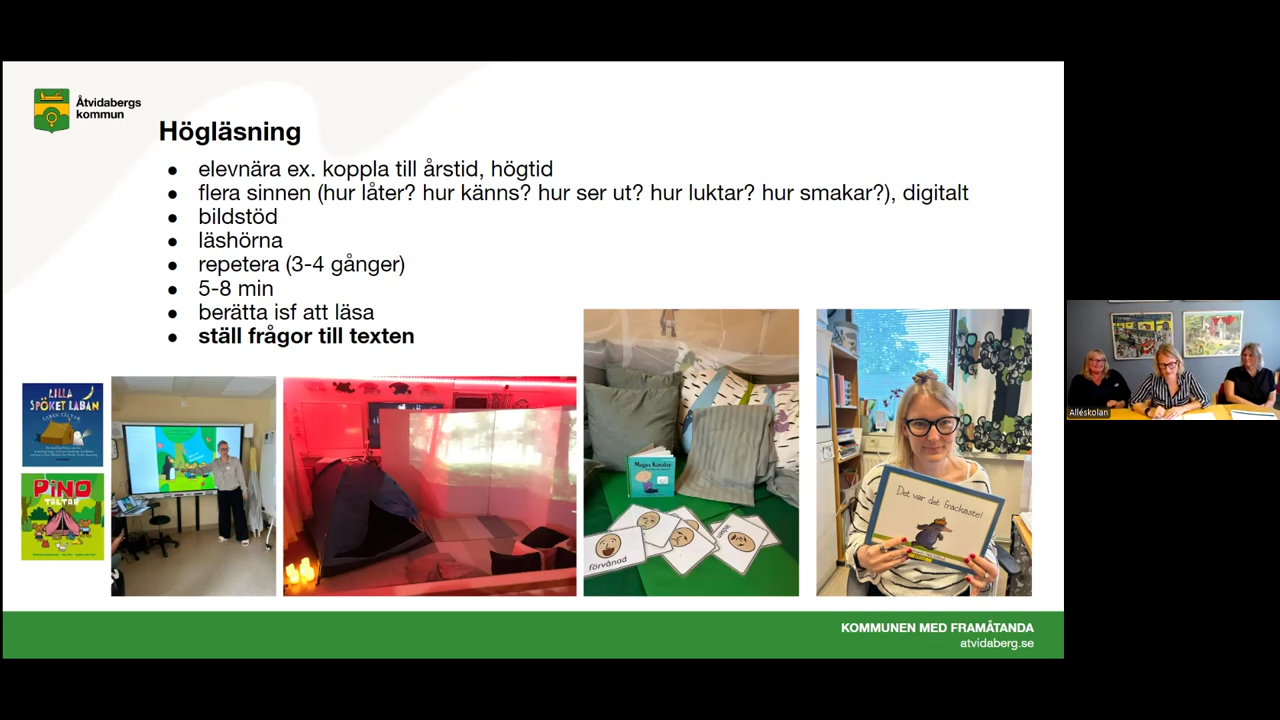 Åtvidabergs
kommun
Högläsning
● elevnära ex. koppla till årstid, högtid
● flera sinnen (hur låter? hur känns? hur ser ut? hur luktar? hur smakar?), digitalt
● bildstöd
● läshörna
● repetera (3-4 gånger)
● 5-8 min
● berätta isf att läsa
● ställ frågor till texten
LILLA
SPÖKET LABAN
LABAN TÄLTAR
PINO
TÄLTAR
förvånad
Det var det fräckaste!
Alléskolan
KOMMUNEN MED FRAMÅTANDA
atvidaberg.se